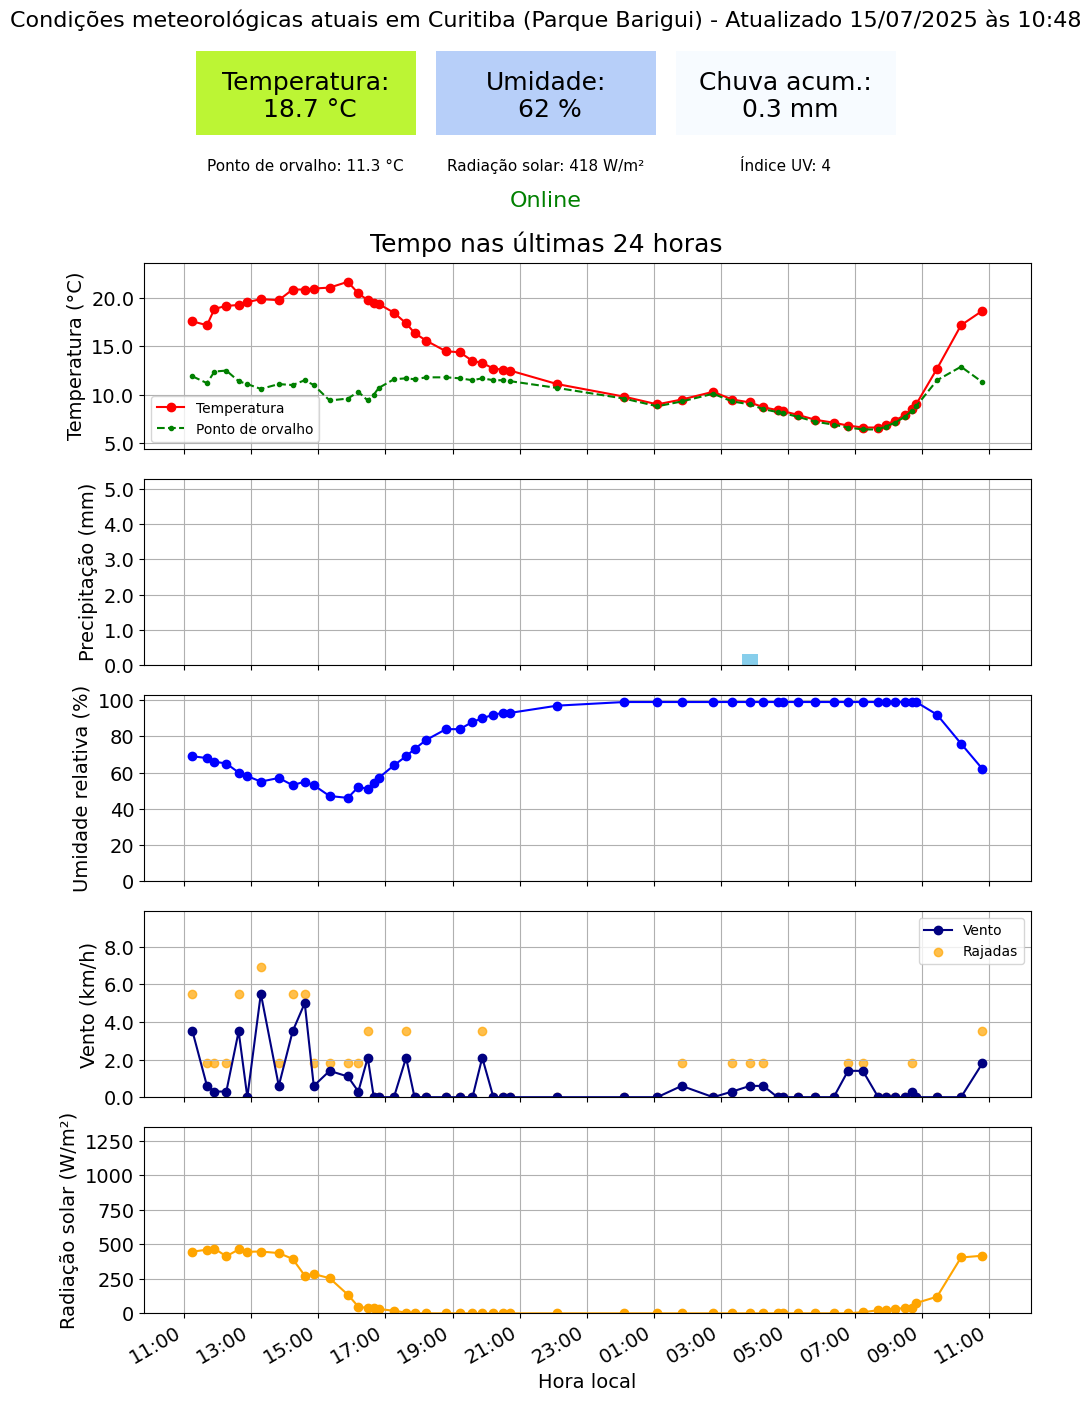 Condições meteorológicas atuais em Curitiba (Parque Barigui) - Atualizado 15/07/2025 às 10:48
Temperatura:
18.7 °C
Umidade:
62 %
Chuva acum.:
0.3 mm
Ponto de orvalho: 11.3 °C
Radiação solar: 418 W/m²
Índice UV: 4
Online
Tempo nas últimas 24 horas
Temperatura (°C)
20.0
15.0
10.0
5.0
Temperatura
Ponto de orvalho
Precipitação (mm)
5.0
4.0
3.0
2.0
1.0
0.0
Umidade relativa (%)
100
80
60
40
20
0
Vento (km/h)
8.0
6.0
4.0
2.0
0.0
Vento
Rajadas
Radiação solar (W/m²)
1250
1000
750
500
250
0
11:00
13:00
15:00
17:00
19:00
21:00
23:00
01:00
03:00
05:00
07:00
09:00
11:00
Hora local